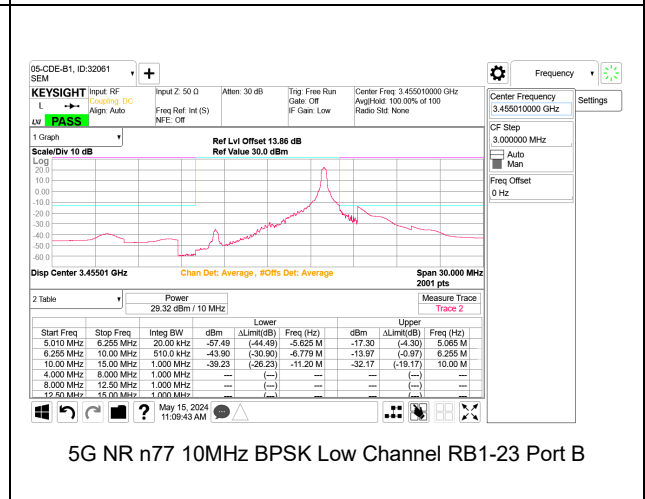 05-CDE-B1, ID:32061
SEM
Frequency
KEYSIGHT Input: RF Input Z: 50 Ω Atten: 30 dB Trig: Free Run Center Freq: 3.455010000 GHz
L Coupling: DC Gate: Off Avg|Hold: 100.00% of 100
Align: Auto Freq Ref: Int (S) IF Gain: Low Radio Std: None
LXI PASS NFE: Off
Center Frequency
3.455010000 GHz
Settings
CF Step
3.000000 MHz
Auto
Man
Freq Offset
0 Hz
1 Graph
Scale/Div 10 dB
Ref Lvl Offset 13.86 dB
Ref Value 30.0 dBm
Log
20.0
10.0
0.00
-10.0
-20.0
-30.0
-40.0
-50.0
-60.0
Disp Center 3.45501 GHz Chan Det: Average, #Offs Det: Average Span 30.000 MHz
2001 pts
2 Table Power Measure Trace
29.32 dBm / 10 MHz Trace 2
Lower Upper
Start Freq Stop Freq Integ BW dBm ΔLimit(dB) Freq (Hz) dBm ΔLimit(dB) Freq (Hz)
5.010 MHz 6.255 MHz 20.00 kHz -57.49 (-44.49) -5.625 M -17.30 (-4.30) 5.065 M
6.255 MHz 10.00 MHz 510.0 kHz -43.90 (-30.90) -6.779 M -13.97 (-0.97) 6.255 M
10.00 MHz 15.00 MHz 1.000 MHz -39.23 (-26.23) -11.20 M -32.17 (-19.17) 10.00 M
4.000 MHz 8.000 MHz 1.000 MHz --- (---) --- --- (---) ---
8.000 MHz 12.50 MHz 1.000 MHz --- (---) --- --- (---) ---
12.50 MHz 15.00 MHz 1.000 MHz --- (---) --- --- (---) ---
May 15, 2024
11:09:43 AM
5G NR n77 10MHz BPSK Low Channel RB1-23 Port B